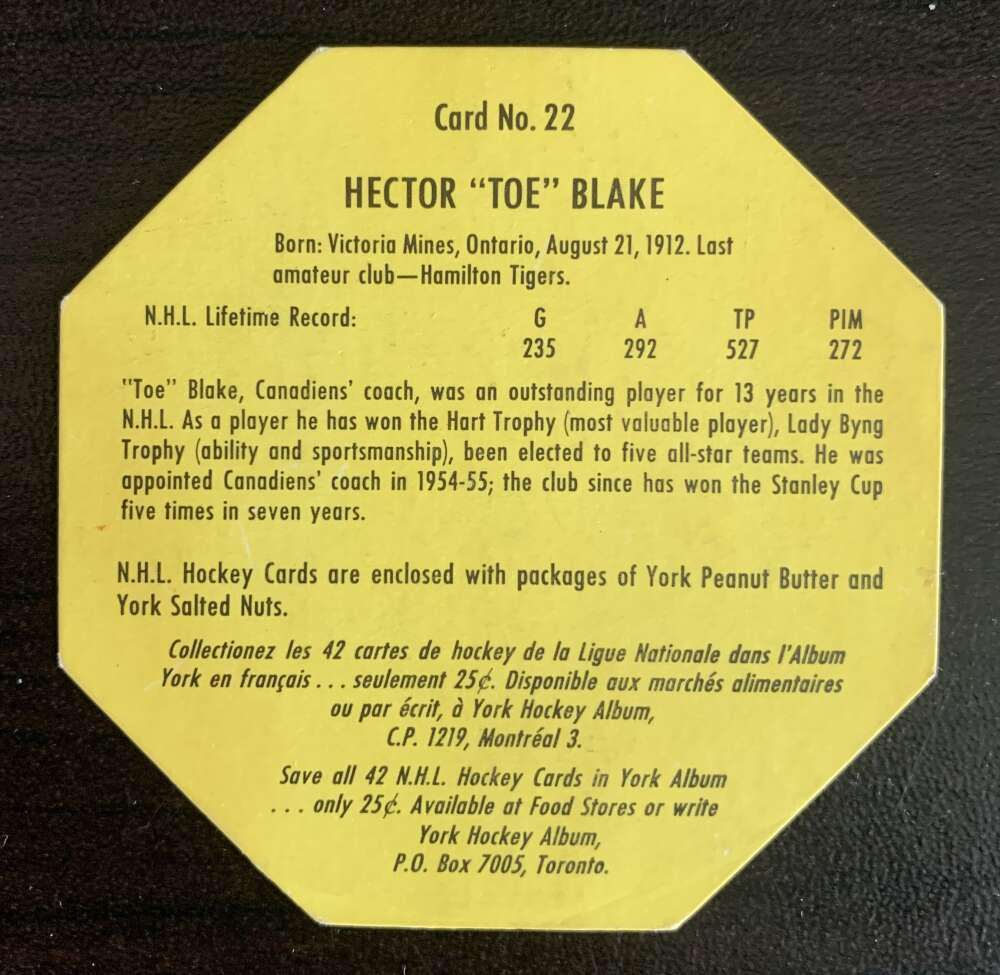 Card No. 22
HECTOR “TOE” BLAKE
Born: Victoria Mines, Ontario, August 21, 1912. Last
amateur club—Hamilton Tigers.
N.H.L. Lifetime Record: G A TP PIM
235 292 527 272
"Toe" Blake, Canadiens' coach, was an outstanding player for 13 years in the
N.H.L. As a player he has won the Hart Trophy (most valuable player), Lady Byng
Trophy (ability and sportsmanship), been elected to five all-star teams. He was
appointed Canadiens' coach in 1954-55; the club since has won the Stanley Cup
five times in seven years.
N.H.L. Hockey Cards are enclosed with packages of York Peanut Butter and
York Salted Nuts.
Collectionez les 42 cartes de hockey de la Ligue Nationale dans l'Album
York en français . . . seulement 25¢. Disponible aux marchés alimentaires
ou par écrit, à York Hockey Album,
C.P. 1219, Montréal 3.
Save all 42 N.H.L. Hockey Cards in York Album
. . . only 25¢. Available at Food Stores or write
York Hockey Album,
P.O. Box 7005, Toronto.